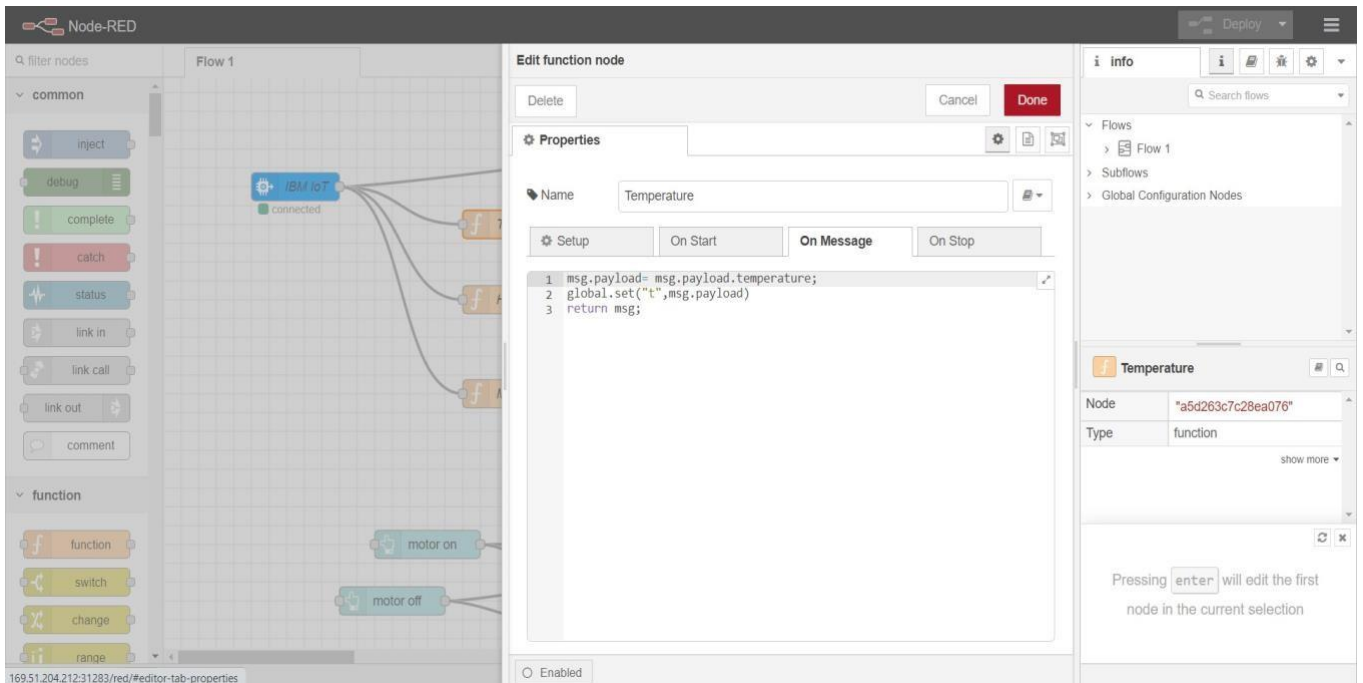 Node-RED
Deploy
filter nodes
Flow 1
Edit function node
i info
i
common
Delete
Cancel
Done
Search flows
Flows
Flow 1
Subflows
Global Configuration Nodes
inject
debug
complete
catch
status
link in
link call
link out
comment
IBM IoT
connected
Properties
Name
Temperature
Setup
On Start
On Message
On Stop
1 msg.payload= msg.payload.temperature;
2 global.set("t",msg.payload)
3 return msg;
f
f
f
f Temperature
Node "a5d263c7c28ea076"
Type function
show more
function
f function
switch
change
range
motor on
motor off
Pressing enter will edit the first
node in the current selection
Enabled
169.51.204.212:31283/red/#editor-tab-properties